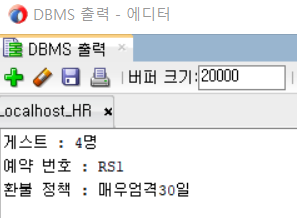 DBMS 출력 - 에디터
DBMS 출력 ×
버퍼 크기: 20000
Localhost_HR ×
게스트 : 4명
예약 번호 : RS1
환불 정책 : 매우엄격30일